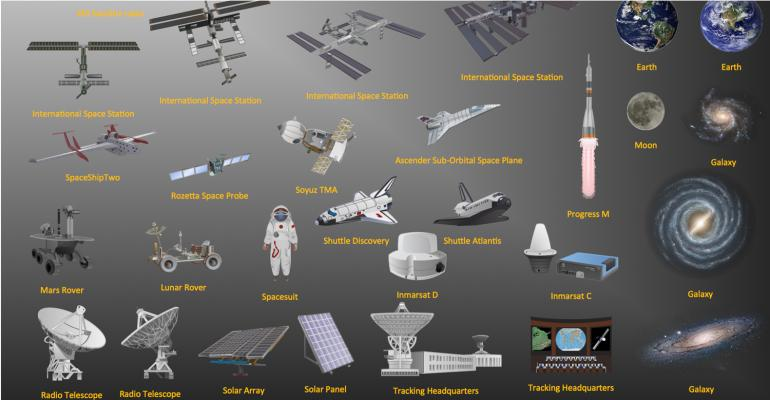 Earth
Earth
International Space Station
International Space Station
International Space Station
International Space Station
Moon
Galaxy
SpaceShipTwo
Rozetta Space Probe
Soyuz TMA
Ascender Sub-Orbital Space Plane
Progress M
Shuttle Discovery
Shuttle Atlantis
Mars Rover
Lunar Rover
Spacesuit
Inmarsat D
Inmarsat C
Galaxy
Radio Telescope
Radio Telescope
Solar Array
Solar Panel
Tracking Headquarters
Tracking Headquarters
Galaxy